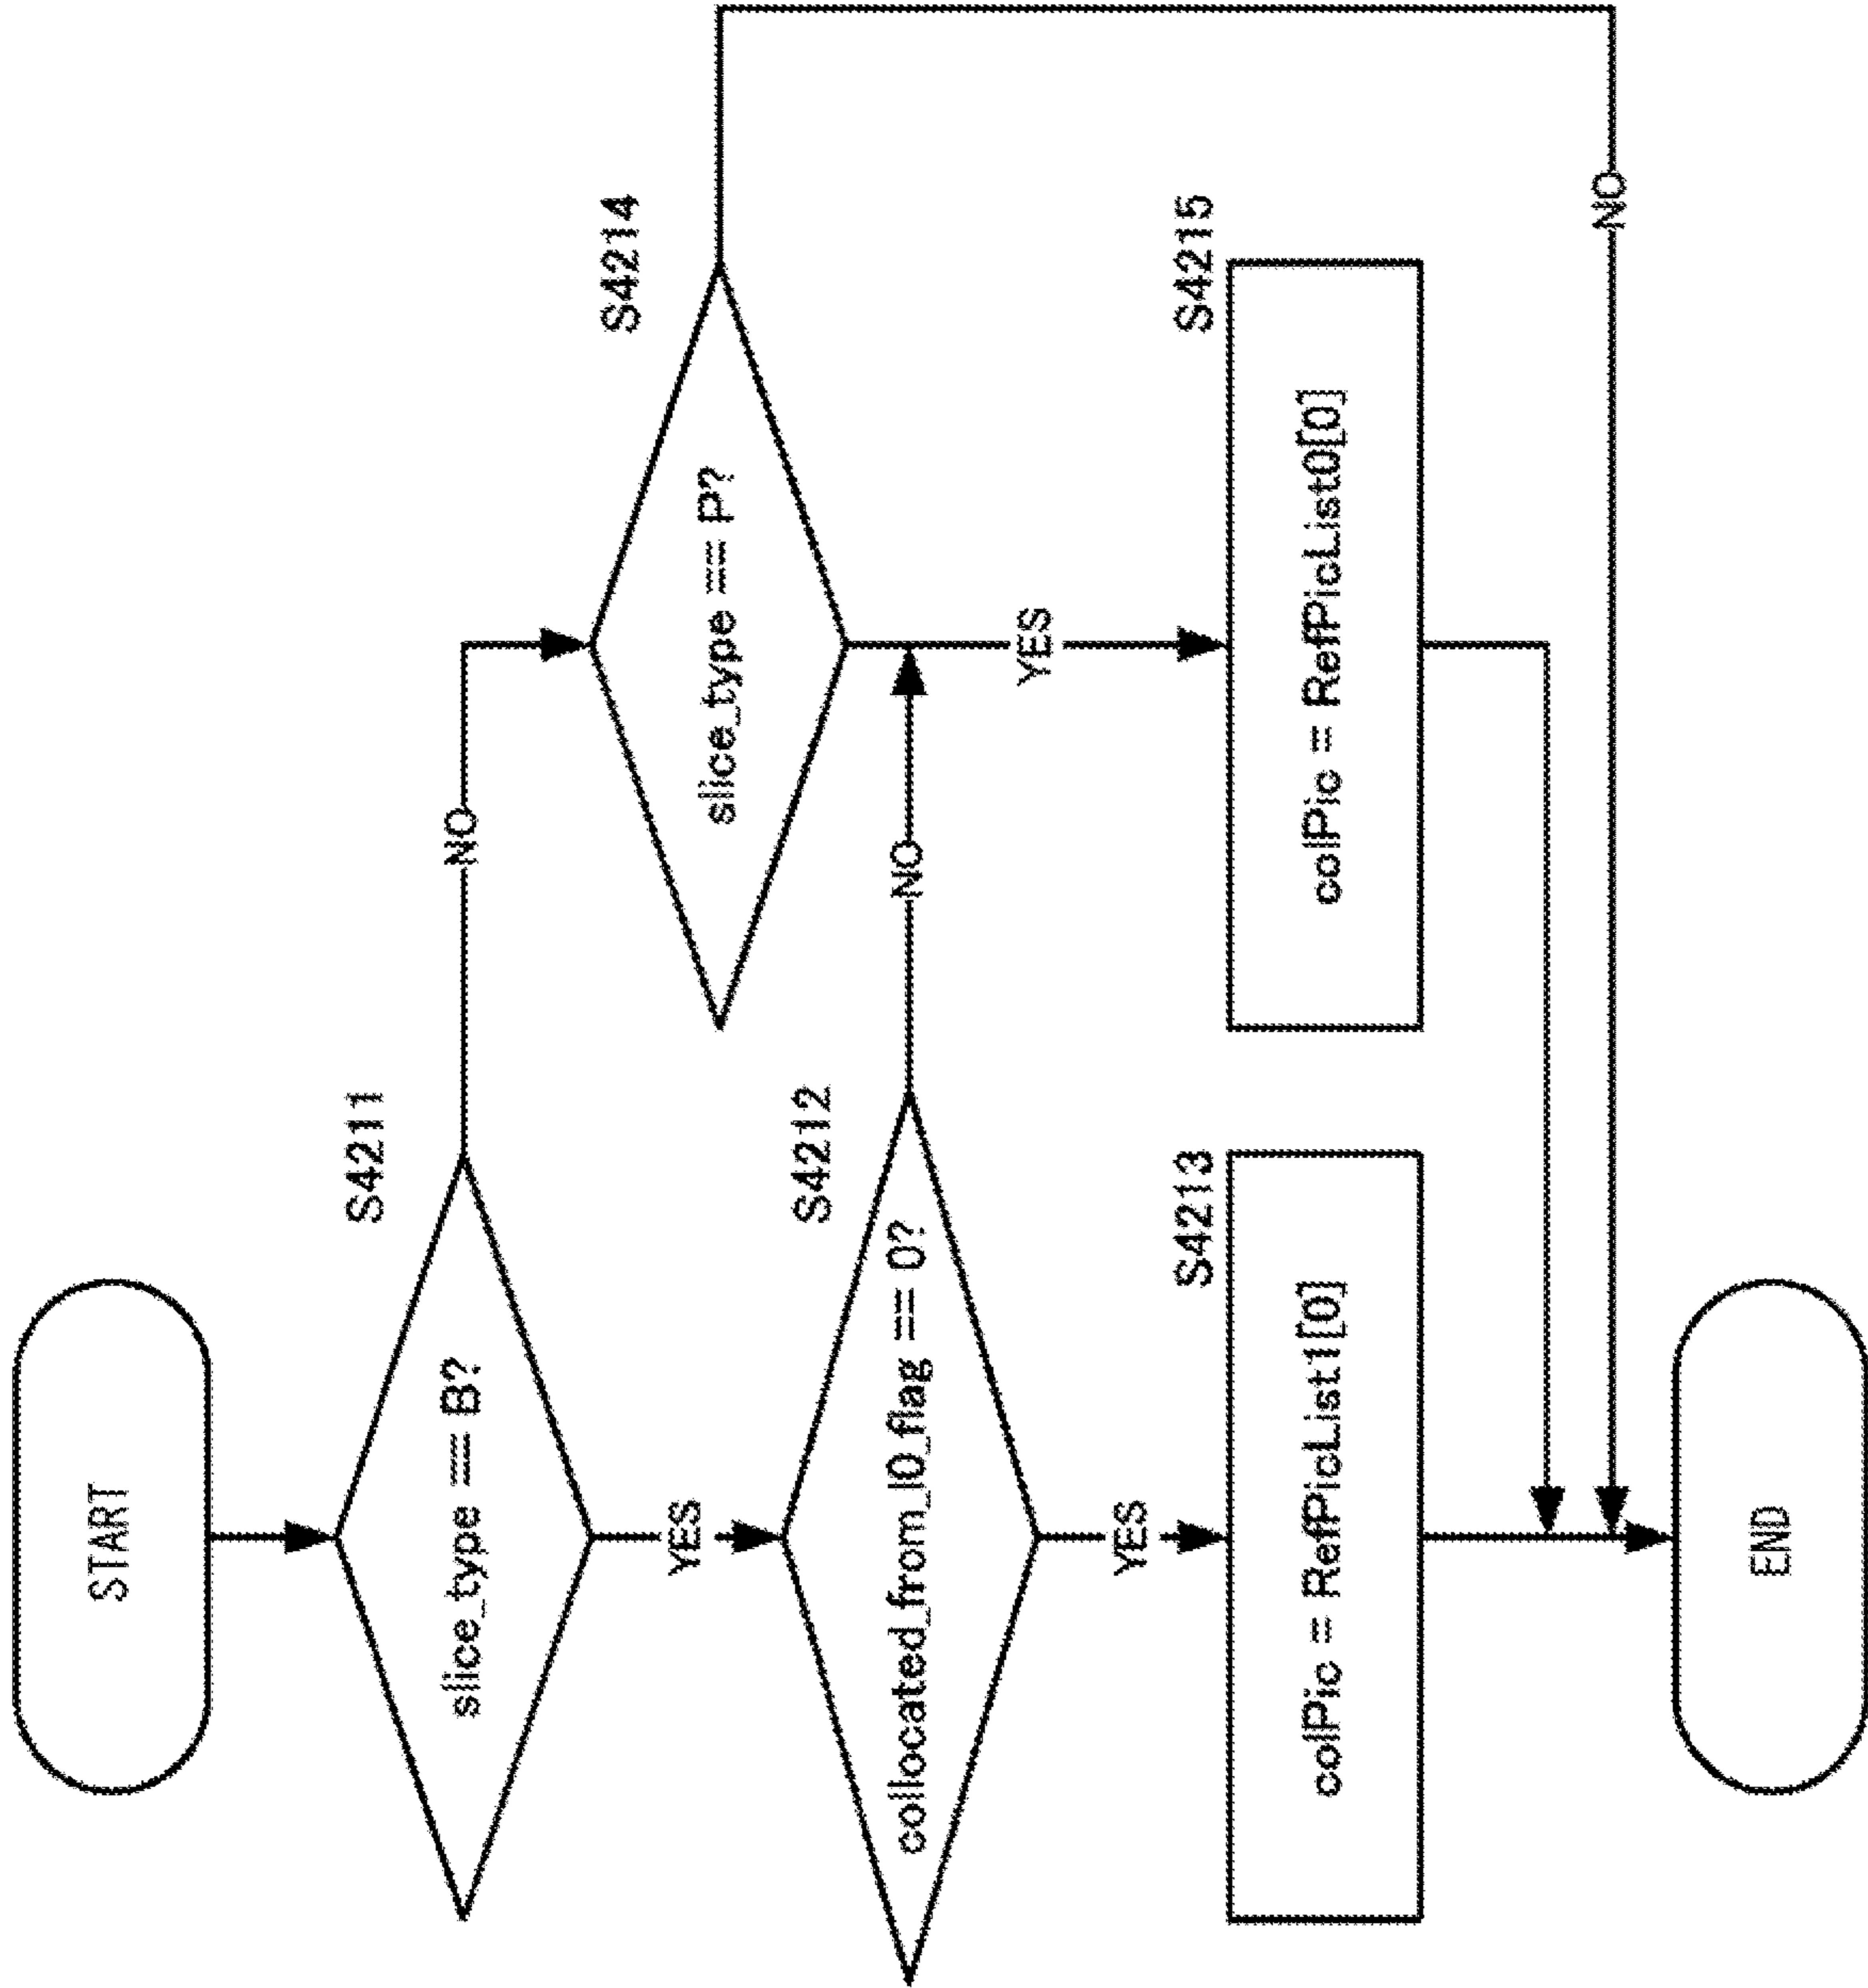 START
S4211
slice_type == B?
NO
YES
S4214
slice_type == P?
S4212
collocated_from_l0_flag == 0?
NO
YES
YES
S4213
colPic = RefPicList1[0]
S4215
colPic = RefPicList0[0]
NO
END